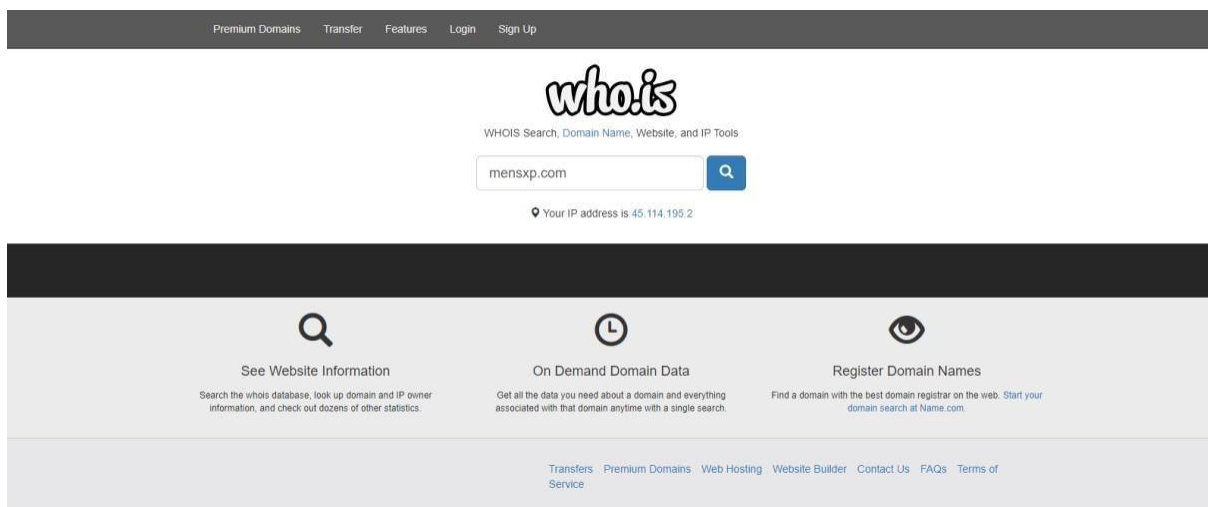 Premium Domains Transfer Features Login Sign Up
who.is
WHOIS Search, Domain Name, Website, and IP Tools
mensxp.com
Your IP address is 45.114.195.2
See Website Information
Search the whois database, look up domain and IP owner
information, and check out dozens of other statistics.
On Demand Domain Data
Get all the data you need about a domain and everything
associated with that domain anytime with a single search.
Register Domain Names
Find a domain with the best domain registrar on the web. Start your
domain search at Name.com.
Transfers Premium Domains Web Hosting Website Builder Contact Us FAQs Terms of
Service